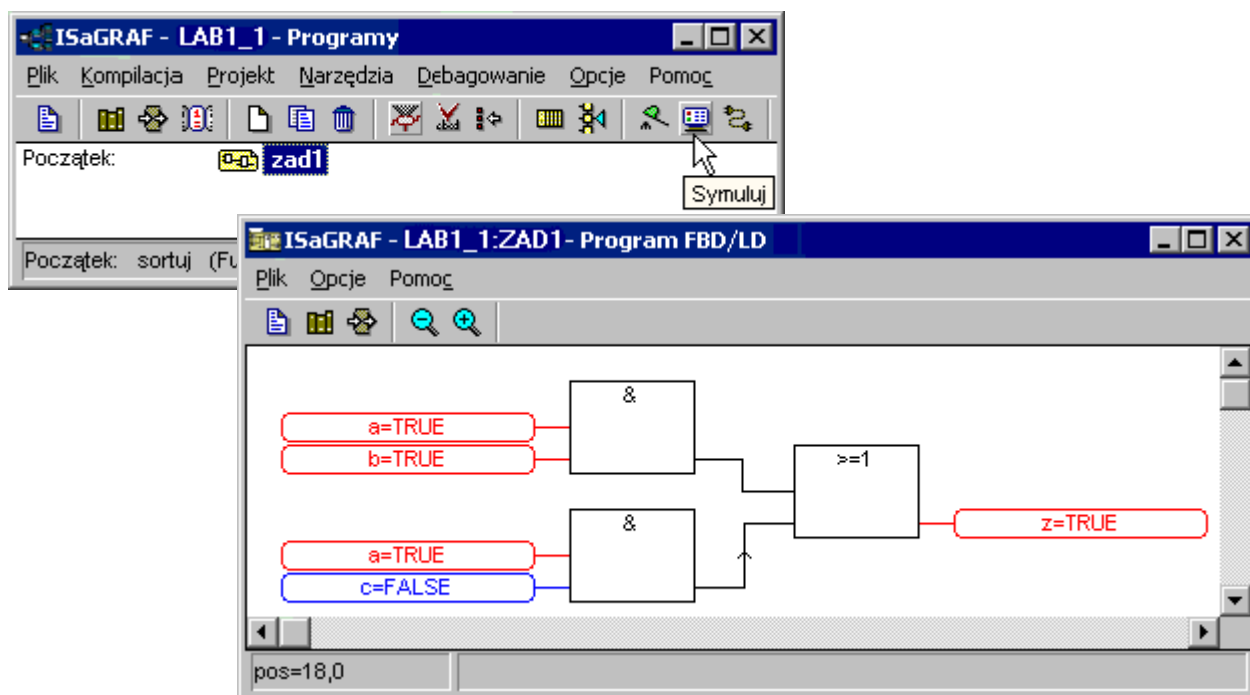 ISaGRAF - LAB1_1 - Programy
Plik Kompilacja Projekt Narzędzia Debagowanie Opcje Pomoc
Początek: zad1
Symuluj
Początek: sortuj (Fu
ISaGRAF - LAB1_1:ZAD1- Program FBD/LD
Plik Opcje Pomoc
&
a=TRUE
b=TRUE
>=1
&
z=TRUE
a=TRUE
c=FALSE
pos=18,0